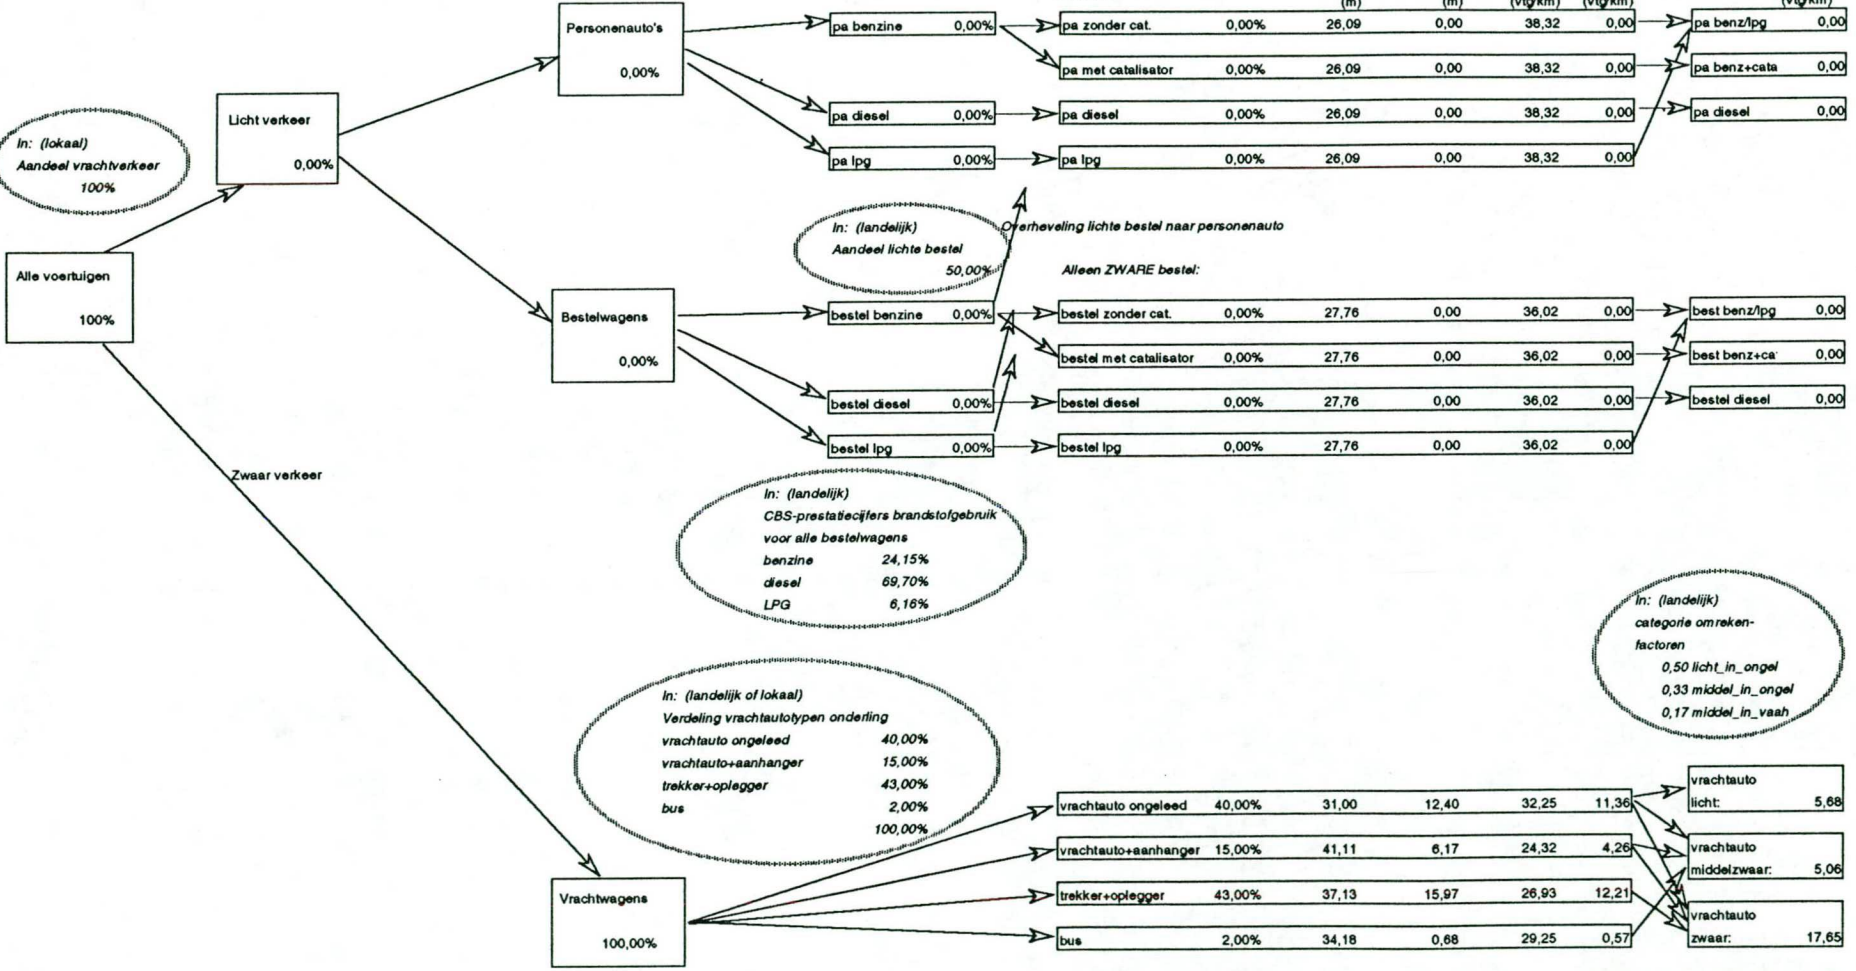 (m) (m) (vtg/km) (vtg/km) (vtg/km)
Personenauto's
0,00%
pa benzine 0,00%
pa zonder cat. 0,00% 26,09 0,00 38,32 0,00
pa benz/lpg 0,00
pa met catalisator 0,00% 26,09 0,00 38,32 0,00
pa benz+cata 0,00
pa diesel 0,00%
pa diesel 0,00% 26,09 0,00 38,32 0,00
pa diesel 0,00
pa lpg 0,00%
pa lpg 0,00% 26,09 0,00 38,32 0,00
Licht verkeer
0,00%
In: (lokaal)
Aandeel vrachtverkeer
100%
Alle voertuigen
100%
In: (landelijk)
Aandeel lichte bestel
50,00%
Overheveling lichte bestel naar personenauto
Alleen ZWARE bestel:
Bestelwagens
0,00%
bestel benzine 0,00%
bestel zonder cat. 0,00% 27,76 0,00 36,02 0,00
best benz/lpg 0,00
bestel met catalisator 0,00% 27,76 0,00 36,02 0,00
best benz+ca 0,00
bestel diesel 0,00%
bestel diesel 0,00% 27,76 0,00 36,02 0,00
bestel diesel 0,00
bestel lpg 0,00%
bestel lpg 0,00% 27,76 0,00 36,02 0,00
Zwaar verkeer
In: (landelijk)
CBS-prestatiecijfers brandstofgebruik
voor alle bestelwagens
benzine 24,15%
diesel 69,70%
LPG 6,16%
In: (landelijk)
categorie omreken-
factoren
0,50 licht_in_ongel
0,33 middel_in_ongel
0,17 middel_in_vaah
In: (landelijk of lokaal)
Verdeling vrachtautotypen onderling
vrachtauto ongeleed 40,00%
vrachtauto+aanhanger 15,00%
trekker+oplegger 43,00%
bus 2,00%
100,00%
Vrachtwagens
100,00%
vrachtauto ongeleed 40,00% 31,00 12,40 32,25 11,36
vrachtauto+aanhanger 15,00% 41,11 6,17 24,32 4,26
trekker+oplegger 43,00% 37,13 15,97 26,93 12,21
bus 2,00% 34,18 0,68 29,25 0,57
vrachtauto
licht: 5,68
vrachtauto
middelzwaar: 5,06
vrachtauto
zwaar: 17,65